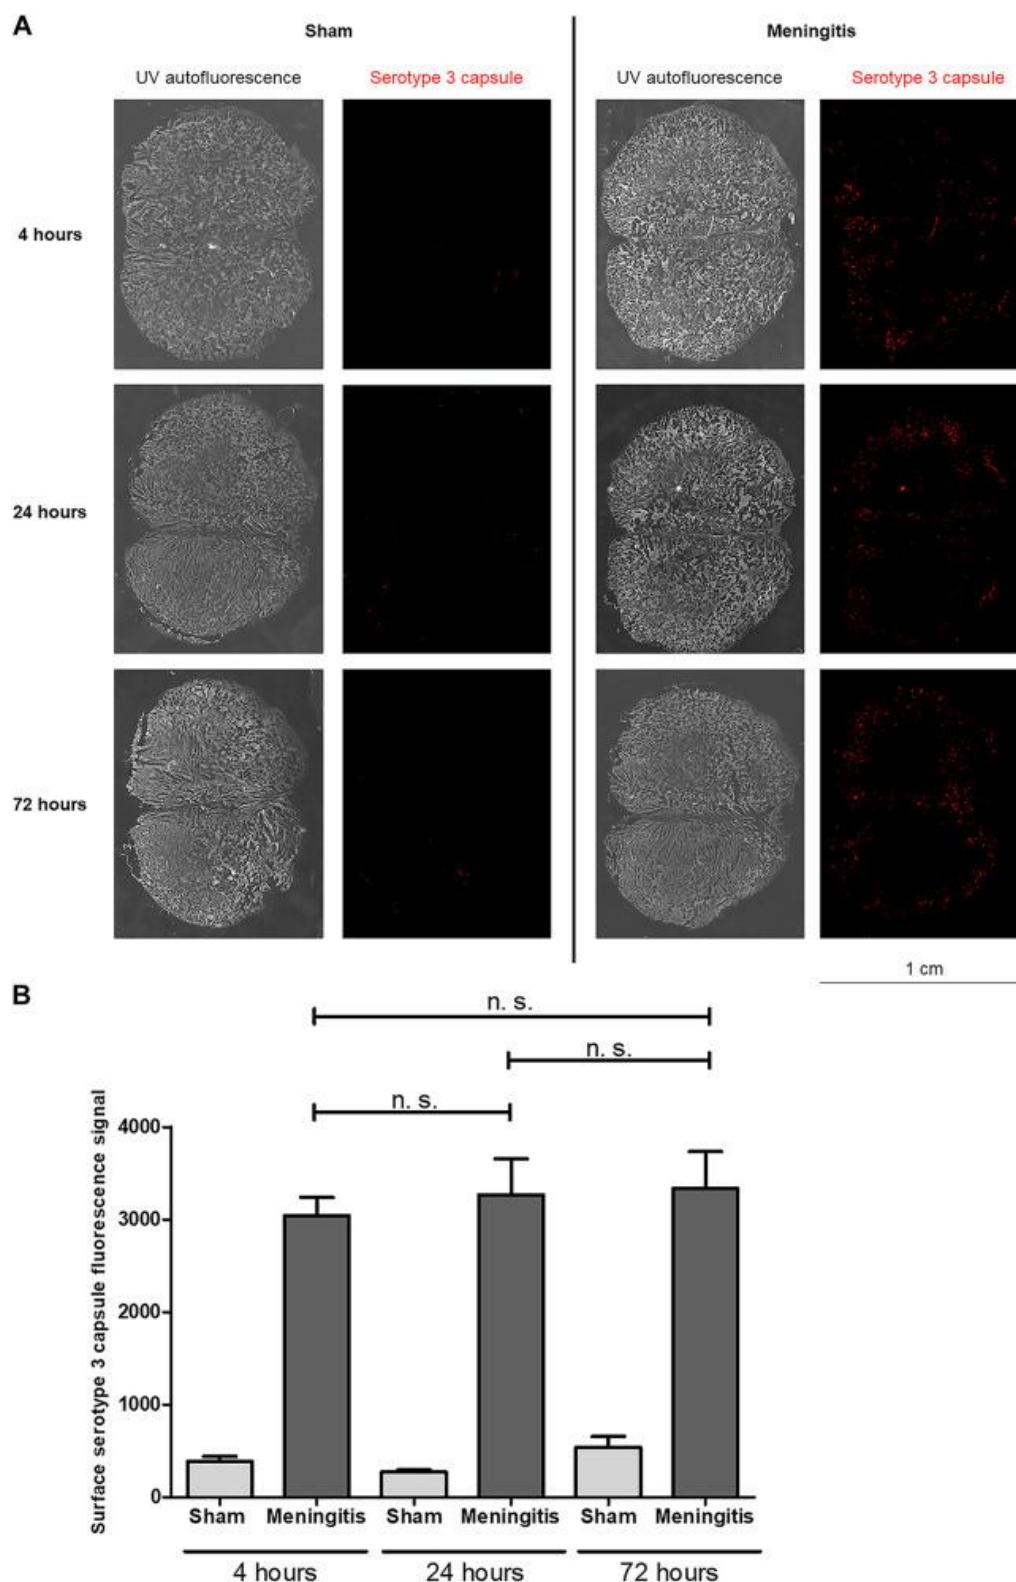 A
Sham
Meningitis
UV autofluorescence
Serotype 3 capsule
UV autofluorescence
Serotype 3 capsule
4 hours
24 hours
72 hours
1 cm
B
n. s.
n. s.
n. s.
Surface serotype 3 capsule fluorescence signal
4000
3000
2000
1000
0
Sham Meningitis Sham Meningitis Sham Meningitis
4 hours 24 hours 72 hours